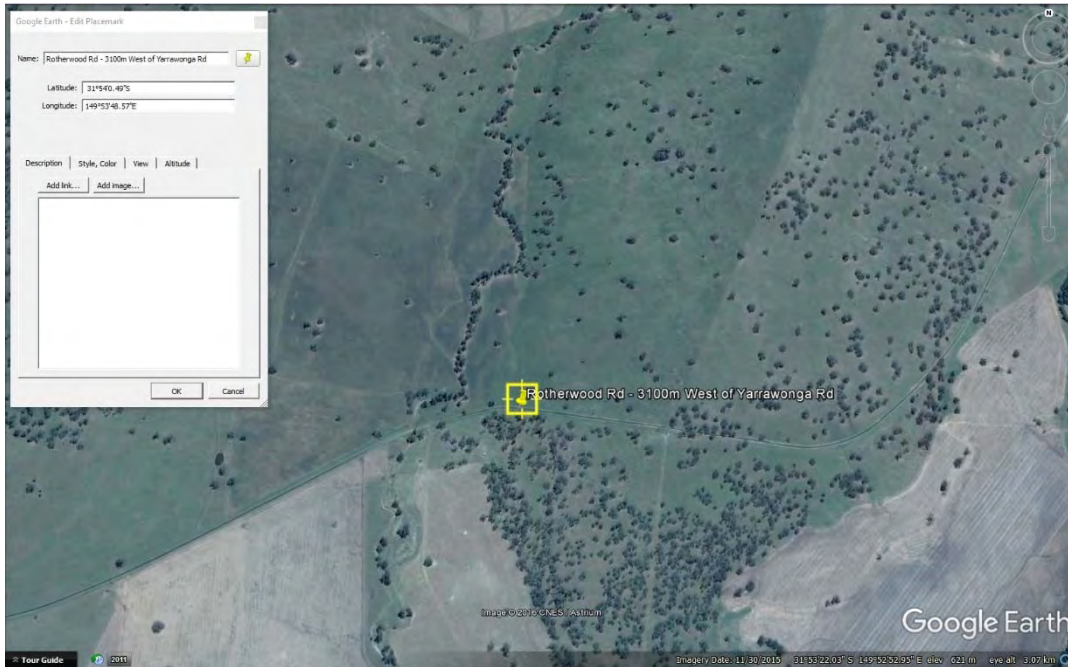 Google Earth - Edit Placemark
Name: Rotherwood Rd - 3100m West of Yarrawonga Rd
Latitude: 31°54'0.49"S
Longitude: 149°53'48.57"E
Description Style, Color View Altitude
Add link... Add image...
OK Cancel
N
Rotherwood Rd - 3100m West of Yarrawonga Rd
Image © 2016 CNES / Astrium
Google Earth
Tour Guide 2011 Imagery Date: 11/30/2015 31°53'22.03" S 149°52'52.95" E elev 621 m eye alt 3.07 km